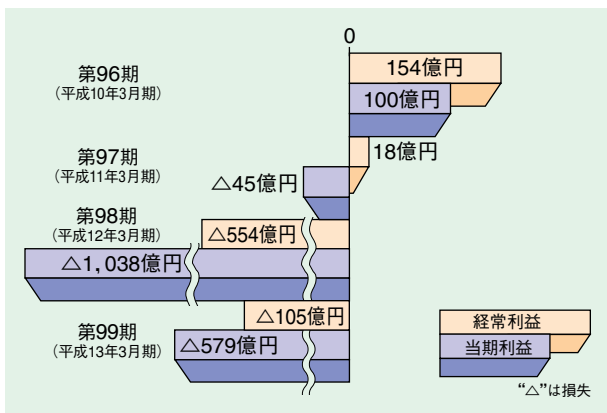 0
第96期
（平成10年3月期）
154億円
100億円
第97期
（平成11年3月期）
18億円
△45億円
第98期
（平成12年3月期）
△554億円
△1,038億円
第99期
（平成13年3月期）
△105億円
△579億円
経常利益
当期利益
“△”は損失